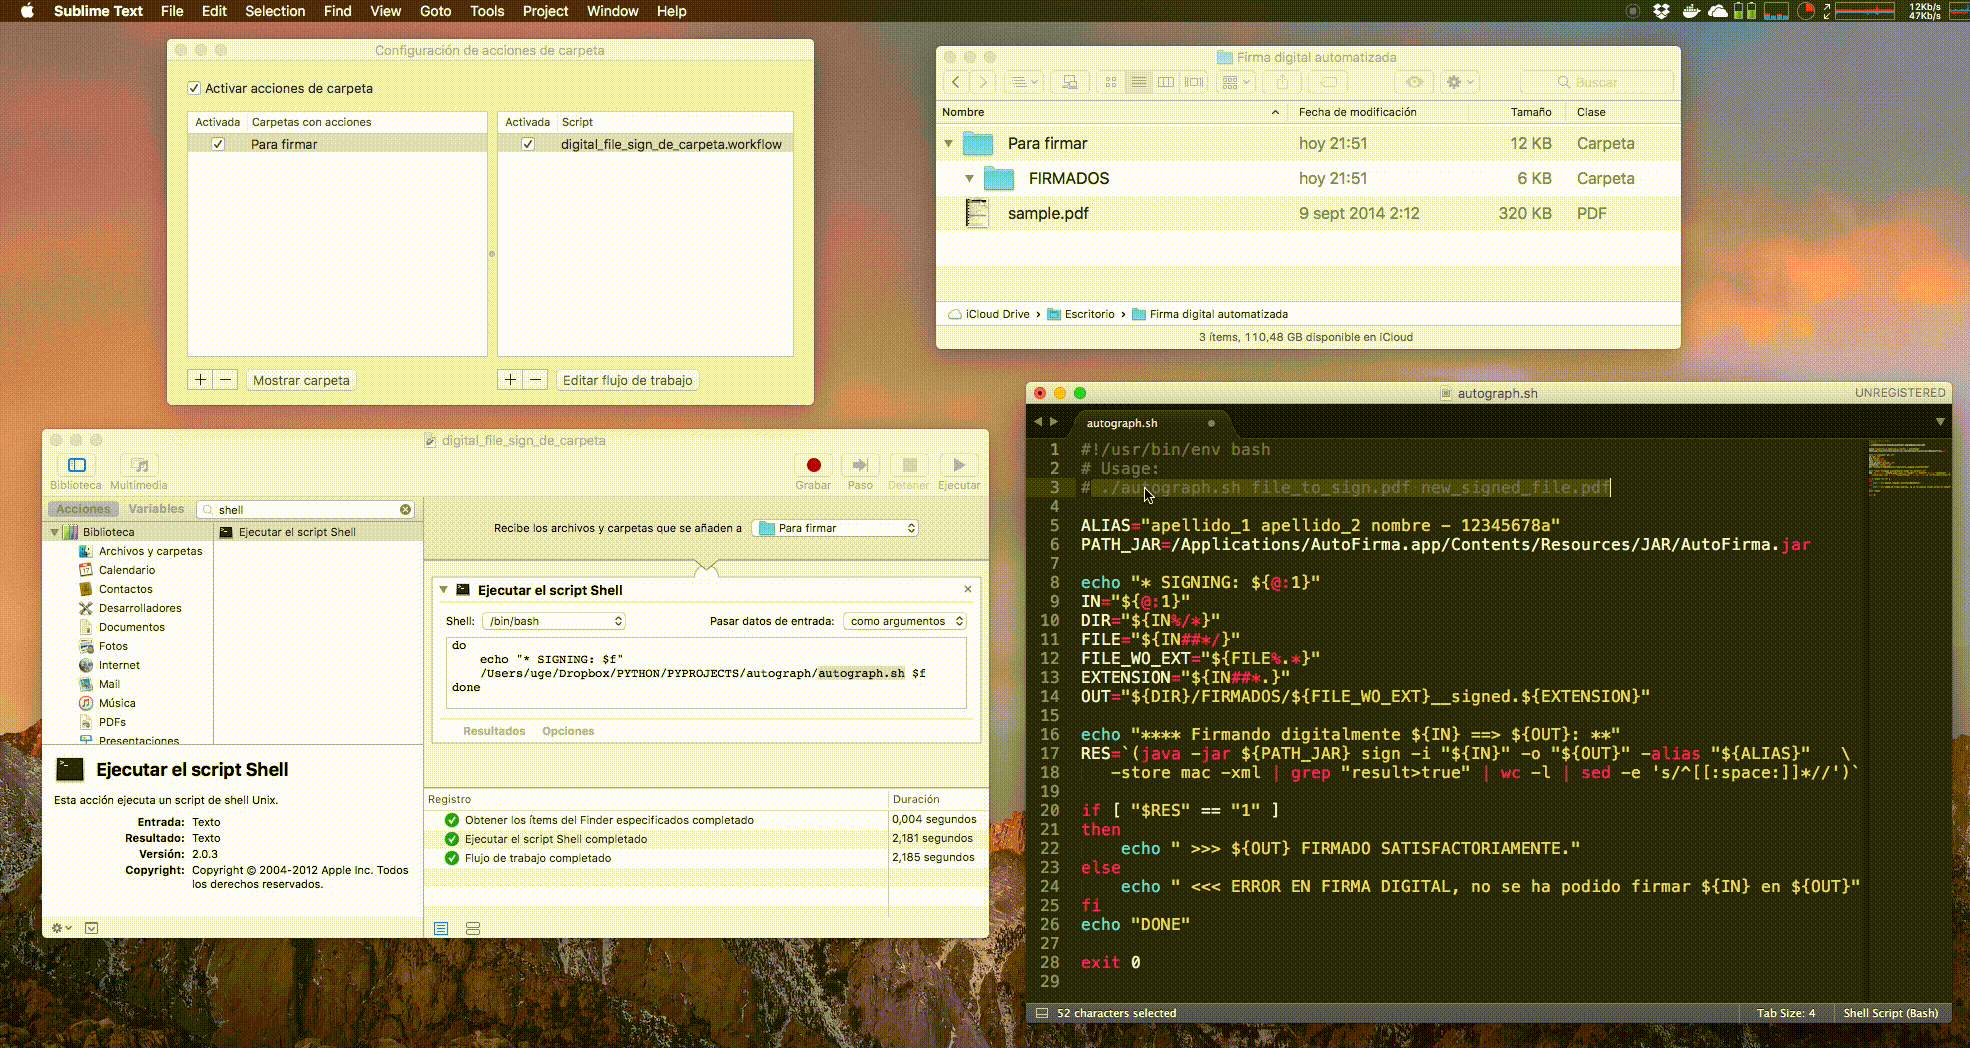 Sublime Text File Edit Selection Find View Goto Tools Project Window Help
12Kb/s
47Kb/s
Configuración de acciones de carpeta
Activar acciones de carpeta
Activada Carpetas con acciones
Para firmar
Activada Script
digital_file_sign_de_carpeta.workflow
+ − Mostrar carpeta
+ − Editar flujo de trabajo
Firma digital automatizada
Buscar
Nombre Fecha de modificación Tamaño Clase
Para firmar hoy 21:51 12 KB Carpeta
FIRMADOS hoy 21:51 6 KB Carpeta
sample.pdf 9 sept 2014 2:12 320 KB PDF
iCloud Drive › Escritorio › Firma digital automatizada
3 ítems, 110,48 GB disponible en iCloud
digital_file_sign_de_carpeta
Biblioteca Multimedia
Grabar Paso Detener Ejecutar
Acciones Variables shell
Biblioteca
Archivos y carpetas
Calendario
Contactos
Desarrolladores
Documentos
Fotos
Internet
Mail
Música
PDFs
Presentaciones
Ejecutar el script Shell
Ejecutar el script Shell
Esta acción ejecuta un script de shell Unix.
Entrada: Texto
Resultado: Texto
Versión: 2.0.3
Copyright: Copyright © 2004-2012 Apple Inc. Todos
los derechos reservados.
Recibe los archivos y carpetas que se añaden a Para firmar
Ejecutar el script Shell
Shell: /bin/bash Pasar datos de entrada: como argumentos
do
echo "* SIGNING: $f"
/Users/uge/Dropbox/PYTHON/PYPROJECTS/autograph/autograph.sh $f
done
Resultados Opciones
Registro Duración
Obtener los ítems del Finder especificados completado 0,004 segundos
Ejecutar el script Shell completado 2,181 segundos
Flujo de trabajo completado 2,185 segundos
autograph.sh
UNREGISTERED
autograph.sh
1 #!/usr/bin/env bash
2 # Usage:
3 # ./autograph.sh file_to_sign.pdf new_signed_file.pdf
4
5 ALIAS="apellido_1 apellido_2 nombre - 12345678a"
6 PATH_JAR=/Applications/AutoFirma.app/Contents/Resources/JAR/AutoFirma.jar
7
8 echo "* SIGNING: ${@:1}"
9 IN="${@:1}"
10 DIR="${IN%/*}"
11 FILE="${IN##*/}"
12 FILE_WO_EXT="${FILE%.*}"
13 EXTENSION="${IN##*.}"
14 OUT="${DIR}/FIRMADOS/${FILE_WO_EXT}__signed.${EXTENSION}"
15
16 echo "**** Firmando digitalmente ${IN} ==> ${OUT}: **"
17 RES=`(java -jar ${PATH_JAR} sign -i "${IN}" -o "${OUT}" -alias "${ALIAS}" \
18 -store mac -xml | grep "result>true" | wc -l | sed -e 's/^[[:space:]]*//')`
19
20 if [ "$RES" == "1" ]
21 then
22 echo " >>> ${OUT} FIRMADO SATISFACTORIAMENTE."
23 else
24 echo " <<< ERROR EN FIRMA DIGITAL, no se ha podido firmar ${IN} en ${OUT}"
25 fi
26 echo "DONE"
27
28 exit 0
29
52 characters selected
Tab Size: 4
Shell Script (Bash)